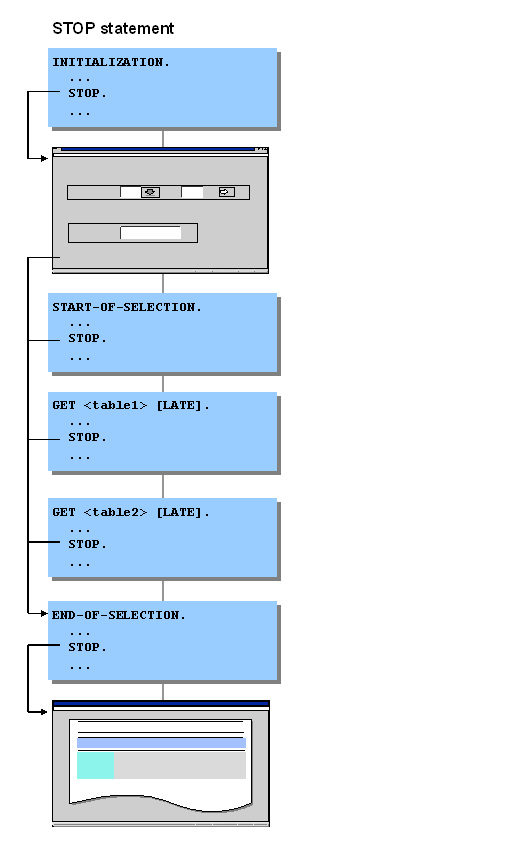 STOP statement
INITIALIZATION.
...
STOP.
...
START-OF-SELECTION.
...
STOP.
...
GET <table1> [LATE].
...
STOP.
...
GET <table2> [LATE].
...
STOP.
...
END-OF-SELECTION.
...
STOP.
...